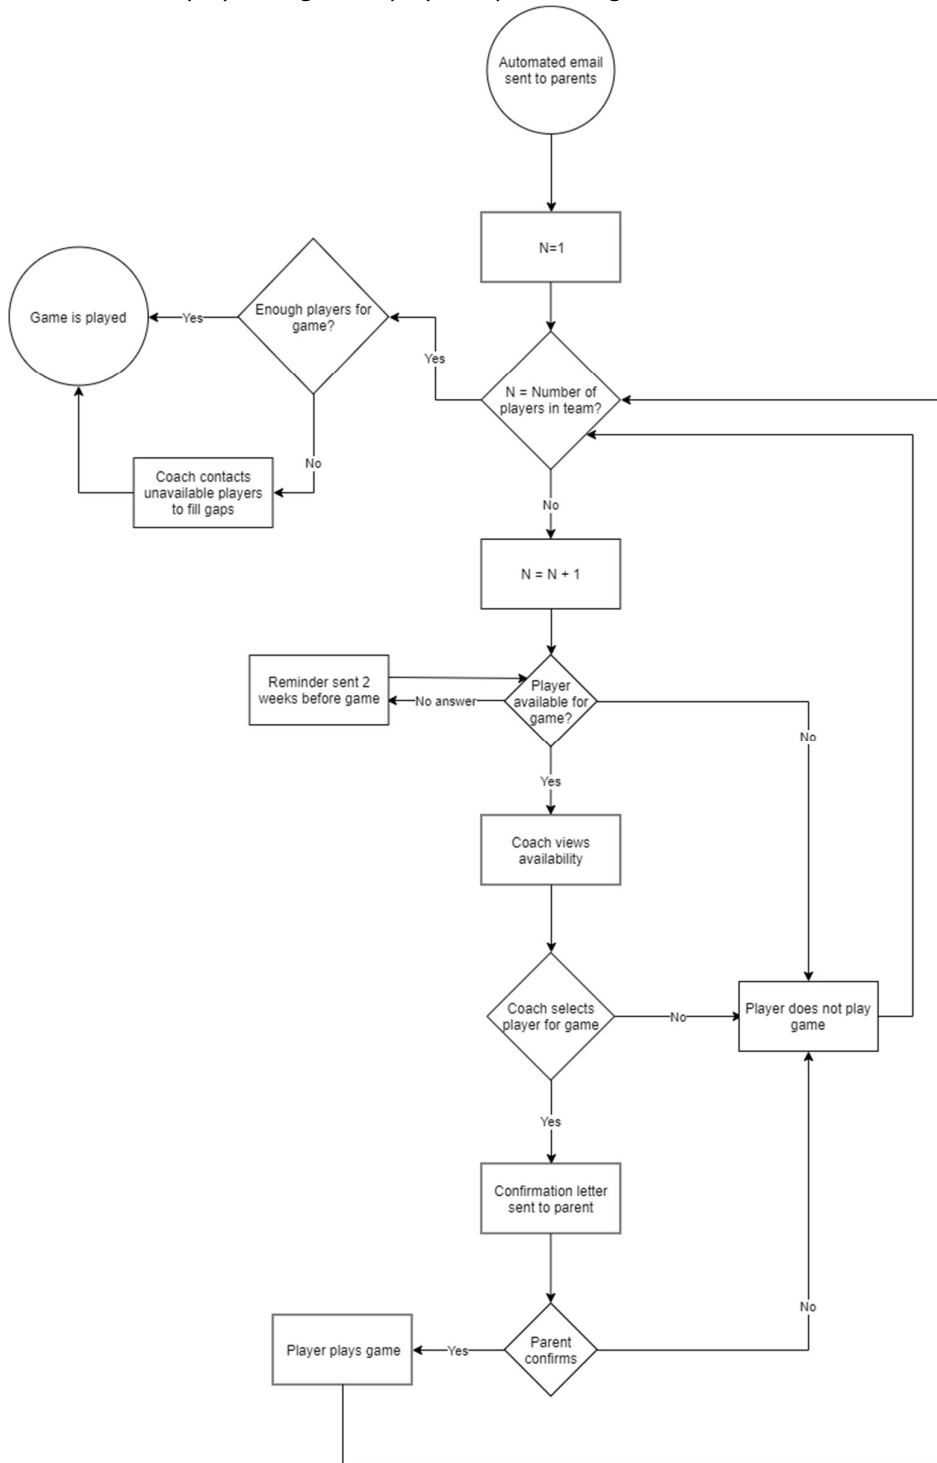 Automated email
sent to parents
N=1
Enough players for
game?
Yes
Game is played
Yes
N = Number of
players in team?
No
Coach contacts
unavailable players
to fill gaps
No
N = N + 1
Reminder sent 2
weeks before game
No answer
Player
available for
game?
No
Yes
Coach views
availability
Coach selects
player for game
No
Player does not play
game
Yes
Confirmation letter
sent to parent
No
Player plays game
Yes
Parent
confirms